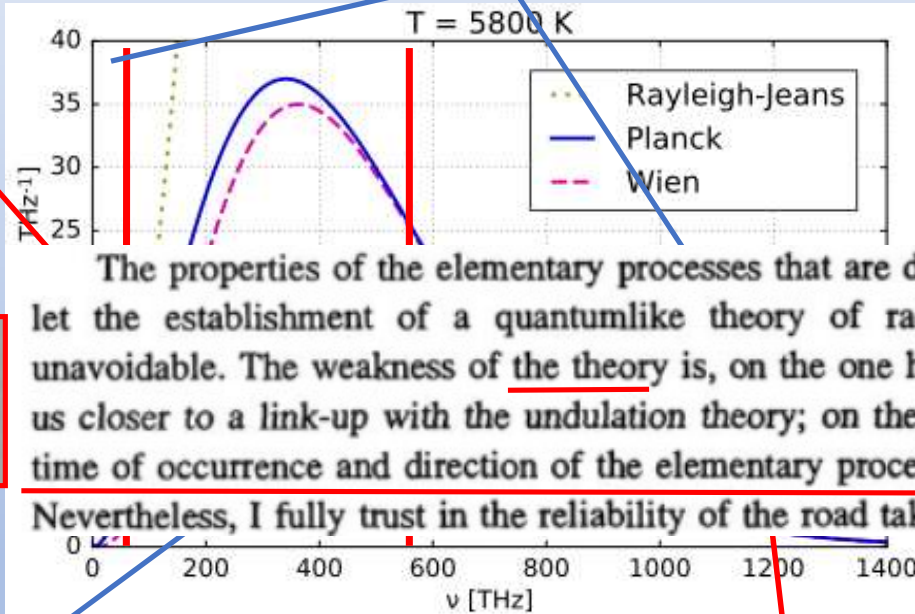 T = 5800 K
40
35
30
25
THz⁻¹]
Rayleigh-Jeans
Planck
Wien
The properties of the elementary processes that are
let the establishment of a quantumlike theory of
unavoidable. The weakness of the theory is, on the one
us closer to a link-up with the undulation theory; on the
time of occurrence and direction of the elementary
Nevertheless, I fully trust in the reliability of the road
0
0 200 400 600 800 1000 1200 1400
ν [THz]